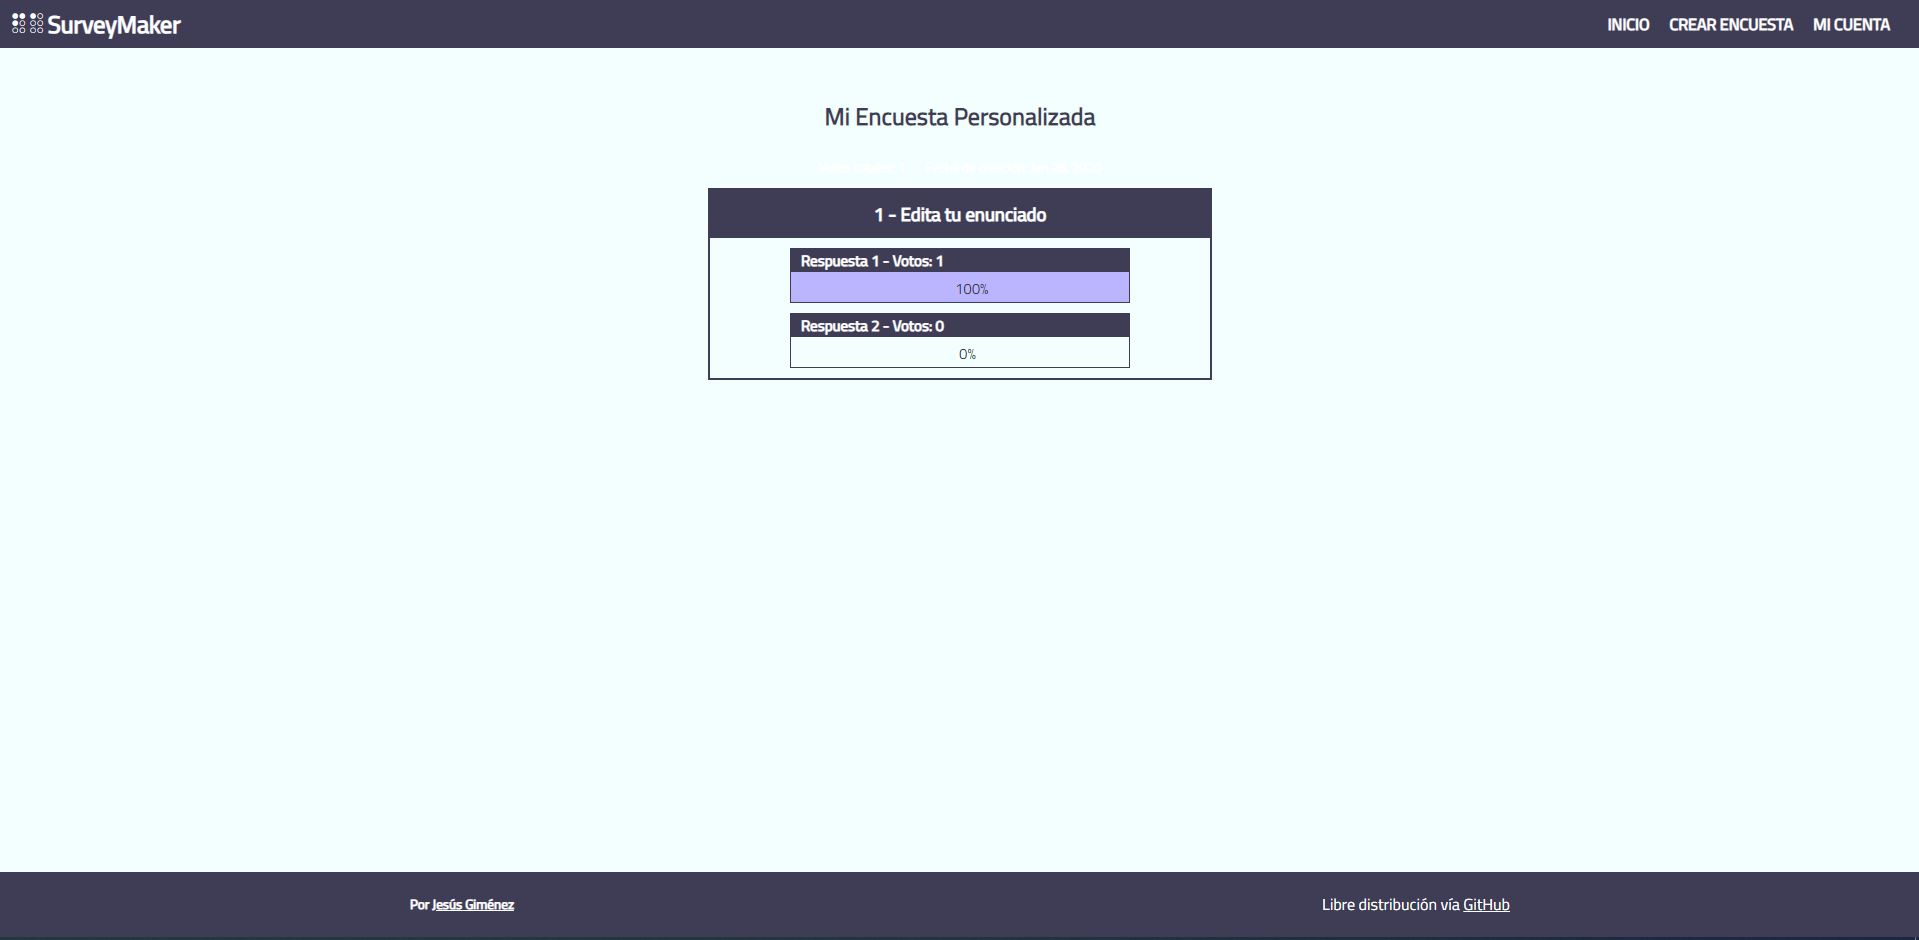 SurveyMaker
INICIO CREAR ENCUESTA MI CUENTA
Mi Encuesta Personalizada
1 - Edita tu enunciado
Respuesta 1 - Votos: 1
100%
Respuesta 2 - Votos: 0
0%
Por Jesús Giménez
Libre distribución vía GitHub